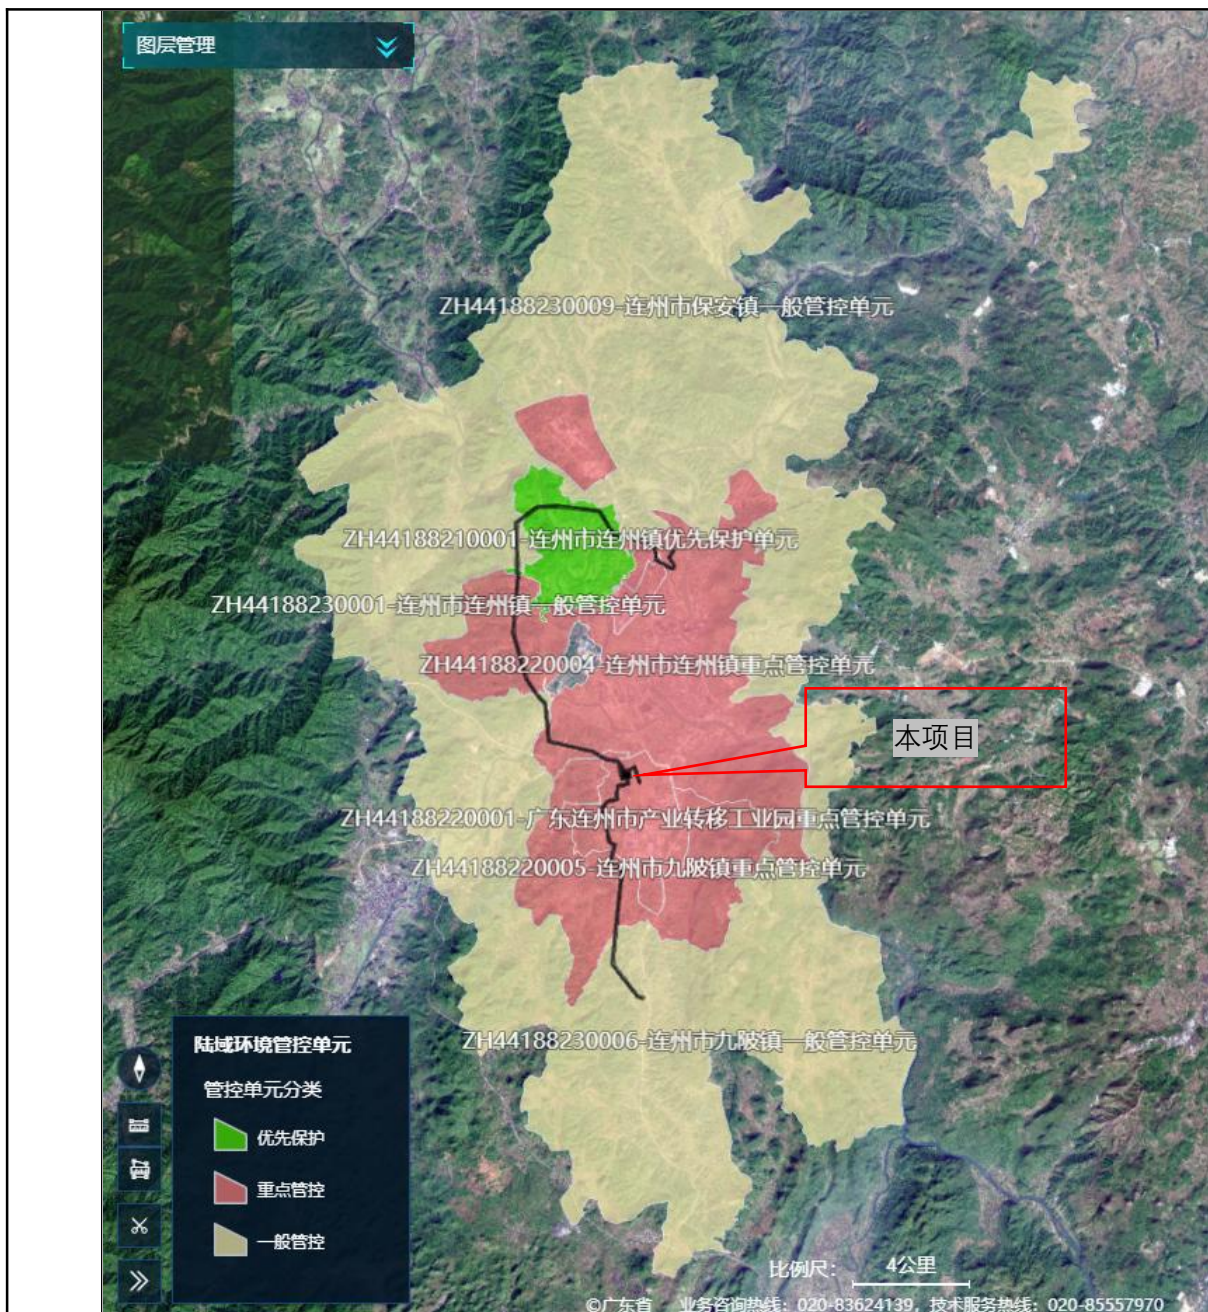 图层管理
ZH44188230009-连州市保安镇一般管控单元
ZH44188210001-连州市连州镇优先保护单元
ZH44188230001-连州市连州镇一般管控单元
ZH44188220004-连州市连州镇重点管控单元
本项目
ZH44188220001-广东连州市产业转移工业园重点管控单元
ZH44188220005-连州市九陂镇重点管控单元
ZH44188230006-连州市九陂镇一般管控单元
陆域环境管控单元
管控单元分类
优先保护
重点管控
一般管控
比例尺: 4公里
©广东省 业务咨询热线：020-83624139，技术服务热线：020-85557970